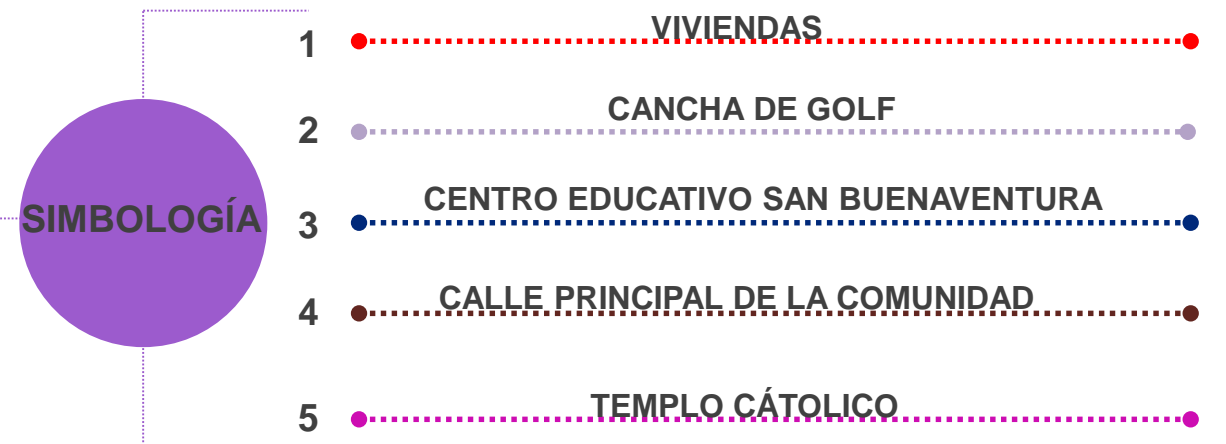 SIMBOLOGÍA
1 VIVIENDAS
2 CANCHA DE GOLF
3 CENTRO EDUCATIVO SAN BUENAVENTURA
4 CALLE PRINCIPAL DE LA COMUNIDAD
5 TEMPLO CÁTOLICO